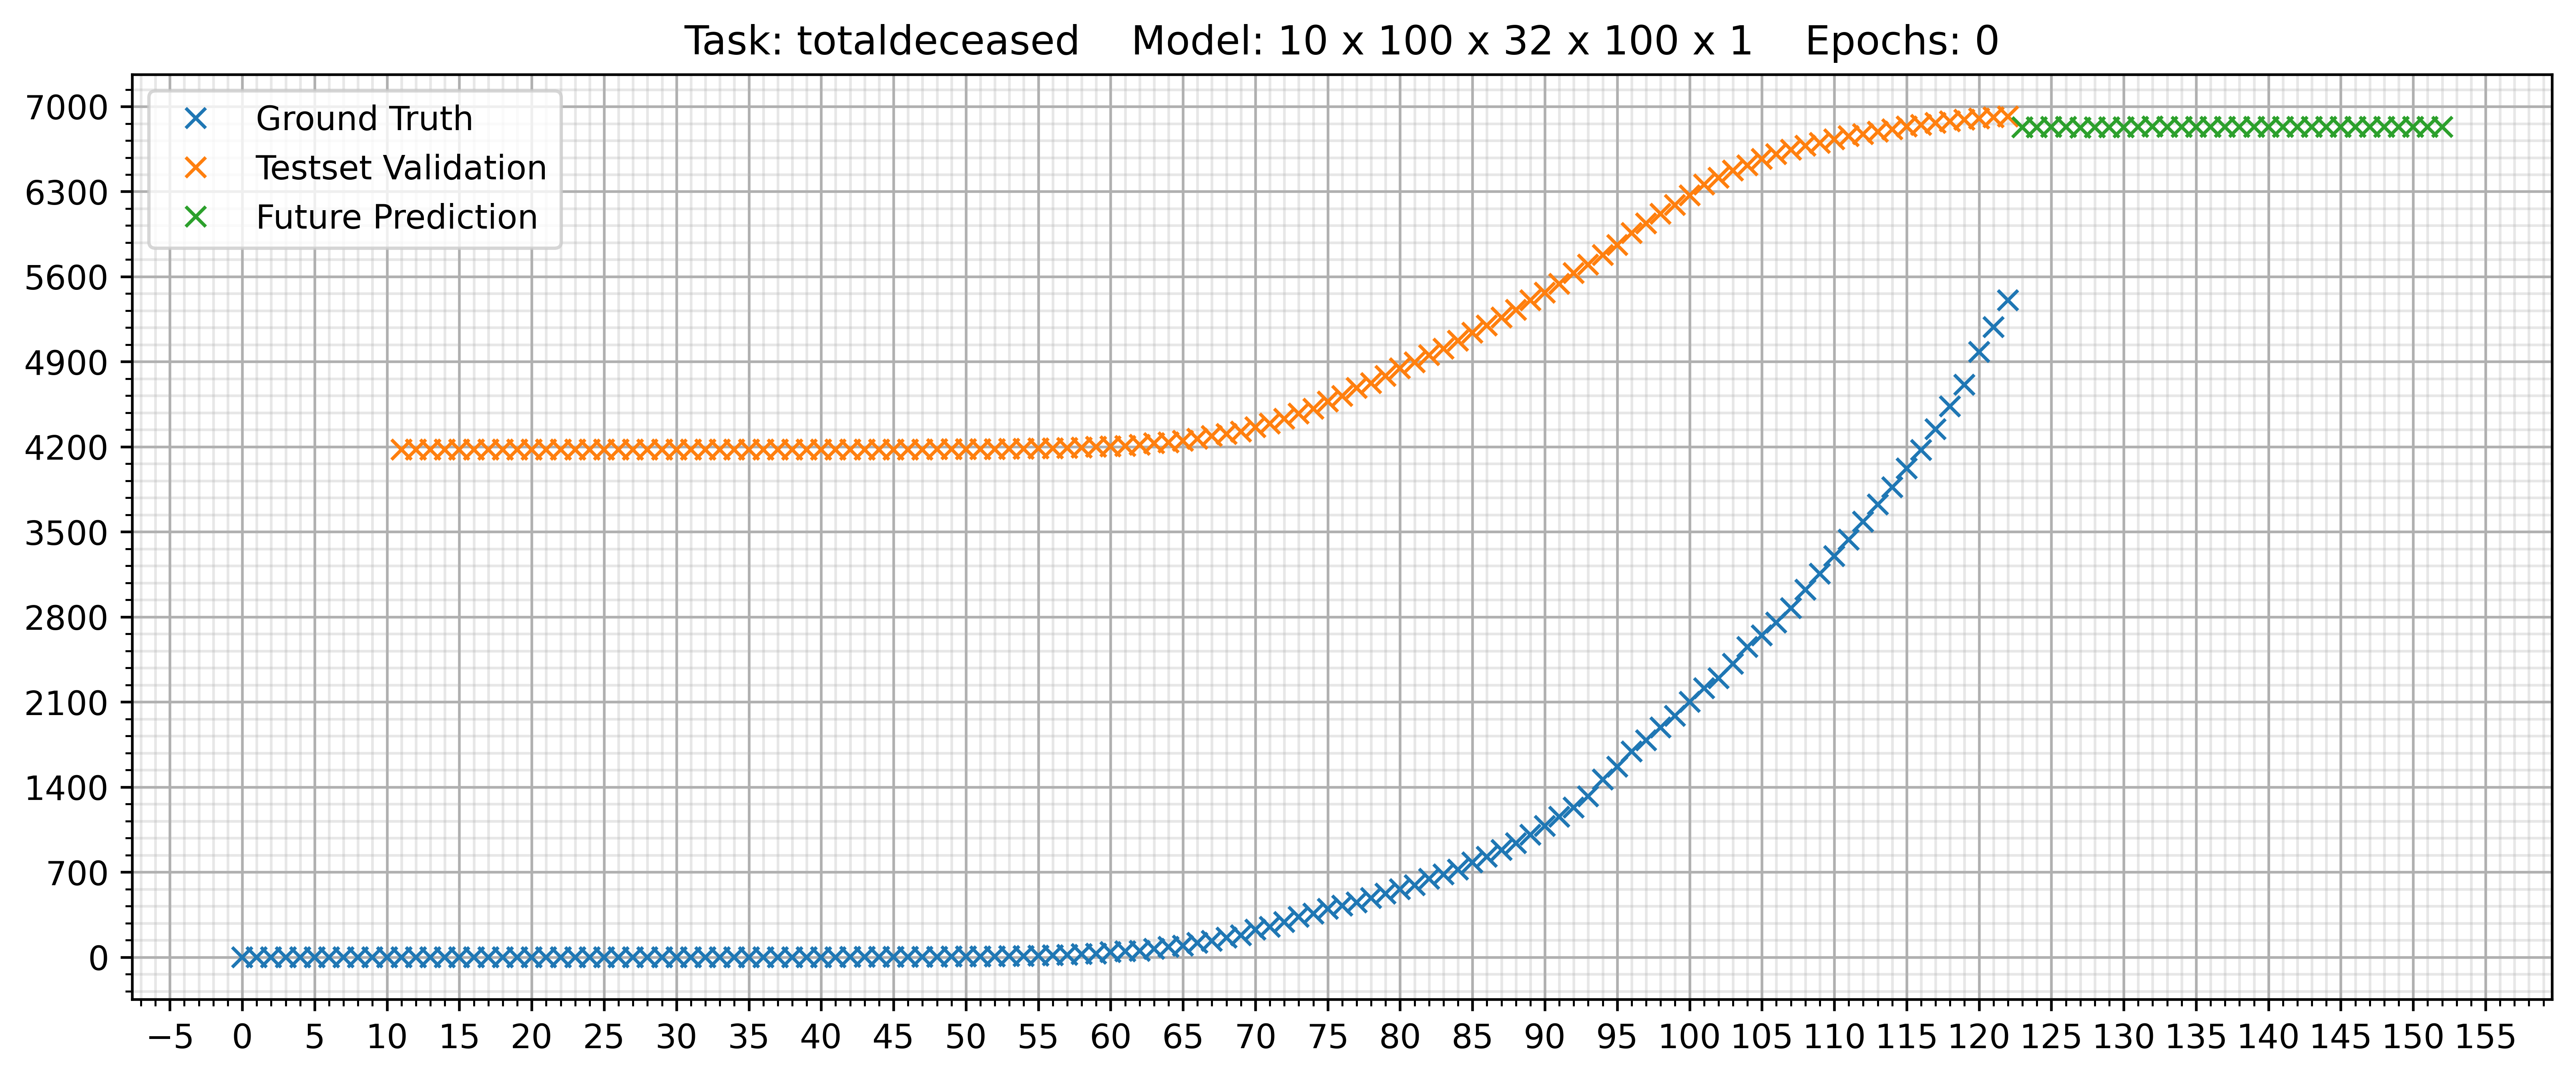 Task: totaldeceased    Model: 10 x 100 x 32 x 100 x 1    Epochs: 0
Ground Truth
Testset Validation
Future Prediction
7000
6300
5600
4900
4200
3500
2800
2100
1400
700
0
−5 0 5 10 15 20 25 30 35 40 45 50 55 60 65 70 75 80 85 90 95 100 105 110 115 120 125 130 135 140 145 150 155